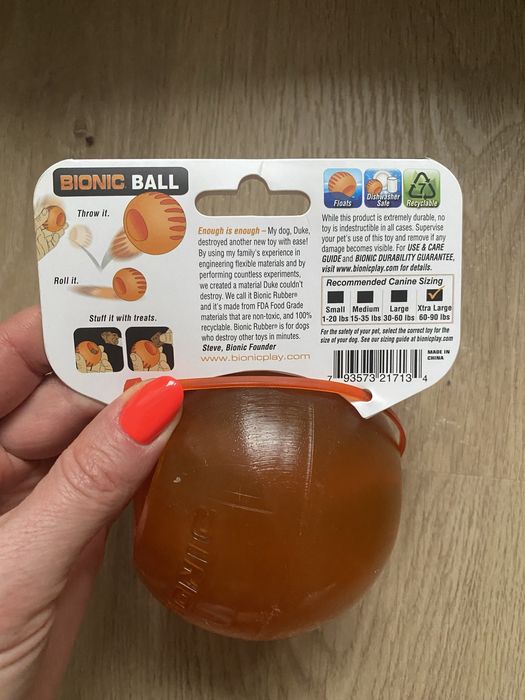 BIONIC BALL
Throw it.
Roll it.
Stuff it with treats.
Enough is enough – My dog, Duke,
destroyed another new toy with ease!
By using my family's experience in
engineering flexible materials and by
performing countless experiments,
we created a material Duke couldn't
destroy. We call it Bionic Rubber®
and it's made from FDA Food Grade
materials that are non-toxic, and 100%
recyclable. Bionic Rubber® is for dogs
who destroy other toys in minutes.
Steve, Bionic Founder
www.bionicplay.com
Floats
Dishwasher
Safe
7
Recyclable
While this product is extremely durable, no
toy is indestructible in all cases. Supervise
your pet's use of this toy and remove if any
damage becomes visible. For USE & CARE
GUIDE and BIONIC DURABILITY GUARANTEE,
visit www.bionicplay.com for details.
Recommended Canine Sizing
Small Medium Large Xtra Large
1-20 lbs 15-35 lbs 30-60 lbs 60-90 lbs
For the safety of your pet, select the correct toy for the
size of your dog. See our sizing guide at bionicplay.com
MADE IN
CHINA
7 93573 21713 4